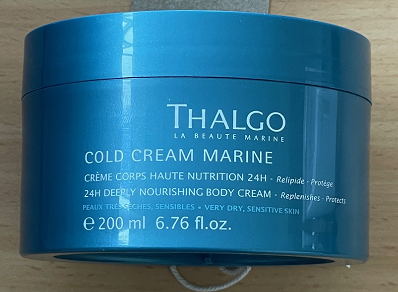 THALGO
LA BEAUTE MARINE
COLD CREAM MARINE
CRÈME CORPS HAUTE NUTRITION 24H - Relipide - Protège
24H DEEPLY NOURISHING BODY CREAM - Replenishes - Protects
PEAUX TRÈS SÈCHES, SENSIBLES • VERY DRY, SENSITIVE SKIN
℮ 200 ml 6.76 fl.oz.